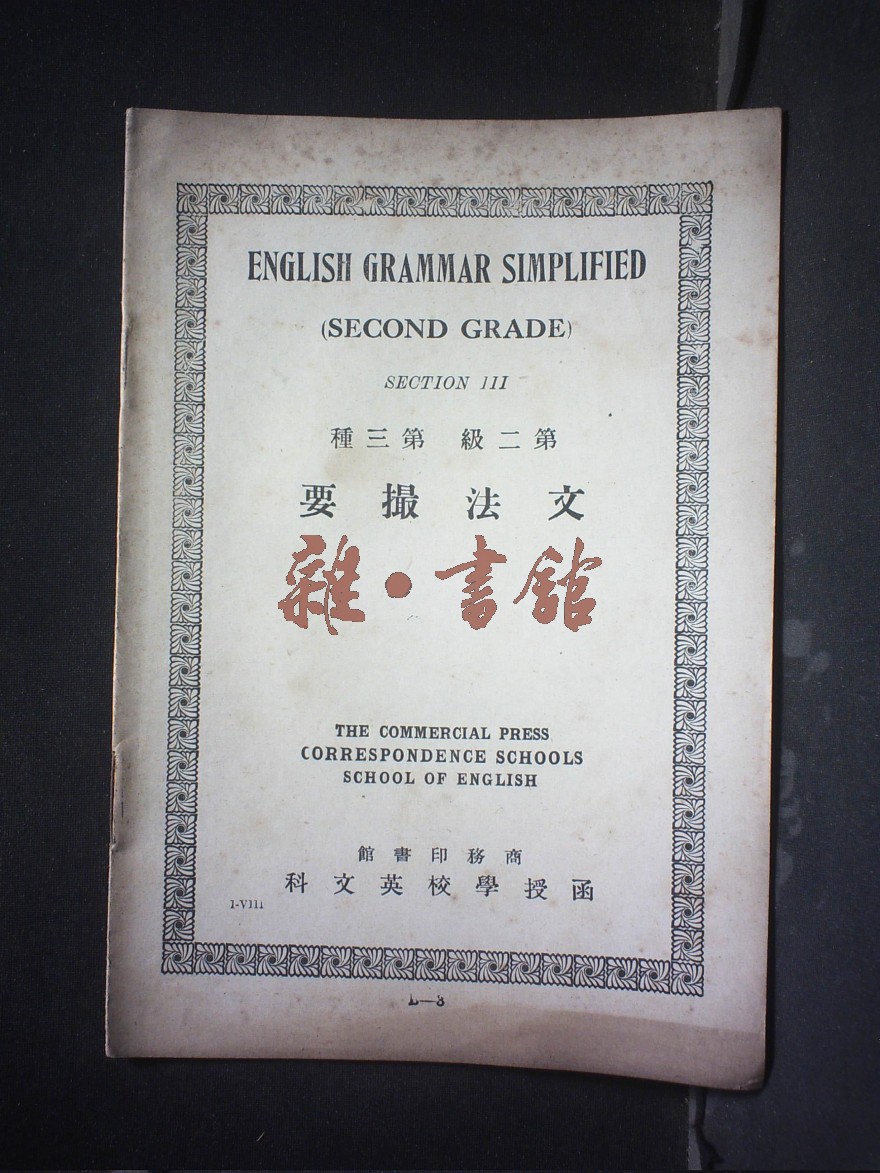 ENGLISH GRAMMAR SIMPLIFIED
(SECOND GRADE)
SECTION III
第二級 第三種
文法撮要
雜·書館
THE COMMERCIAL PRESS
CORRESPONDENCE SCHOOLS
SCHOOL OF ENGLISH
商務印書館
函授學校英文科
1-VIII